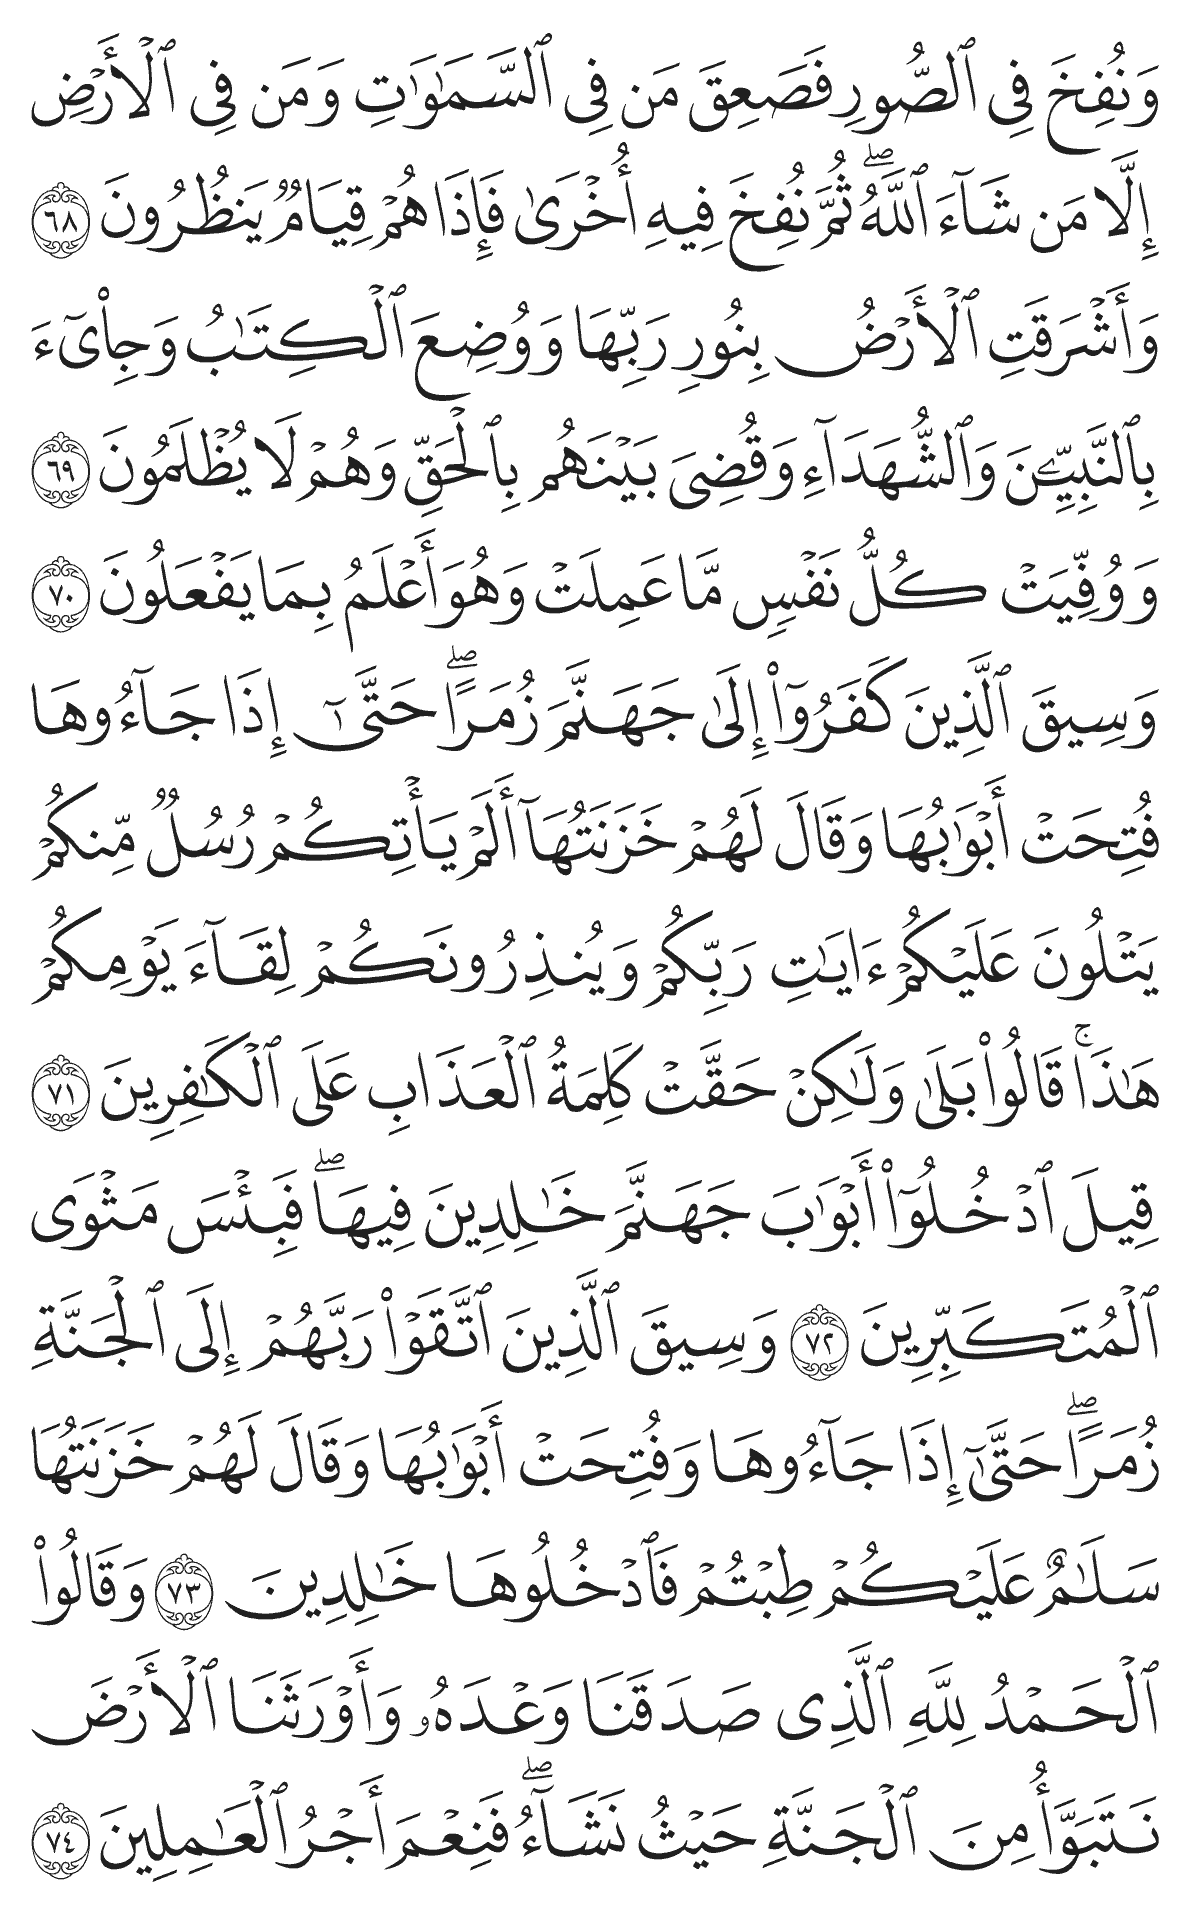 وَنُفِخَ فِى ٱلصُّورِ فَصَعِقَ مَن فِى ٱلسَّمَٰوَٰتِ وَمَن فِى ٱلْأَرْضِ
إِلَّا مَن شَآءَ ٱللَّهُ ۖ ثُمَّ نُفِخَ فِيهِ أُخْرَىٰ فَإِذَا هُمْ قِيَامٌ يَنظُرُونَ ٦٨
وَأَشْرَقَتِ ٱلْأَرْضُ بِنُورِ رَبِّهَا وَوُضِعَ ٱلْكِتَٰبُ وَجِا۟ىٓءَ
بِٱلنَّبِيِّۦنَ وَٱلشُّهَدَآءِ وَقُضِىَ بَيْنَهُم بِٱلْحَقِّ وَهُمْ لَا يُظْلَمُونَ ٦٩
وَوُفِّيَتْ كُلُّ نَفْسٍ مَّا عَمِلَتْ وَهُوَ أَعْلَمُ بِمَا يَفْعَلُونَ ٧٠
وَسِيقَ ٱلَّذِينَ كَفَرُوٓا۟ إِلَىٰ جَهَنَّمَ زُمَرًا ۖ حَتَّىٰٓ إِذَا جَآءُوهَا
فُتِحَتْ أَبْوَٰبُهَا وَقَالَ لَهُمْ خَزَنَتُهَآ أَلَمْ يَأْتِكُمْ رُسُلٌ مِّنكُمْ
يَتْلُونَ عَلَيْكُمْ ءَايَٰتِ رَبِّكُمْ وَيُنذِرُونَكُمْ لِقَآءَ يَوْمِكُمْ
هَٰذَا ۚ قَالُوا۟ بَلَىٰ وَلَٰكِنْ حَقَّتْ كَلِمَةُ ٱلْعَذَابِ عَلَى ٱلْكَٰفِرِينَ ٧١
قِيلَ ٱدْخُلُوٓا۟ أَبْوَٰبَ جَهَنَّمَ خَٰلِدِينَ فِيهَا ۖ فَبِئْسَ مَثْوَى
ٱلْمُتَكَبِّرِينَ ٧٢ وَسِيقَ ٱلَّذِينَ ٱتَّقَوْا۟ رَبَّهُمْ إِلَى ٱلْجَنَّةِ
زُمَرًا ۖ حَتَّىٰٓ إِذَا جَآءُوهَا وَفُتِحَتْ أَبْوَٰبُهَا وَقَالَ لَهُمْ خَزَنَتُهَا
سَلَٰمٌ عَلَيْكُمْ طِبْتُمْ فَٱدْخُلُوهَا خَٰلِدِينَ ٧٣ وَقَالُوا۟
ٱلْحَمْدُ لِلَّهِ ٱلَّذِى صَدَقَنَا وَعْدَهُۥ وَأَوْرَثَنَا ٱلْأَرْضَ
نَتَبَوَّأُ مِنَ ٱلْجَنَّةِ حَيْثُ نَشَآءُ ۖ فَنِعْمَ أَجْرُ ٱلْعَٰمِلِينَ ٧٤